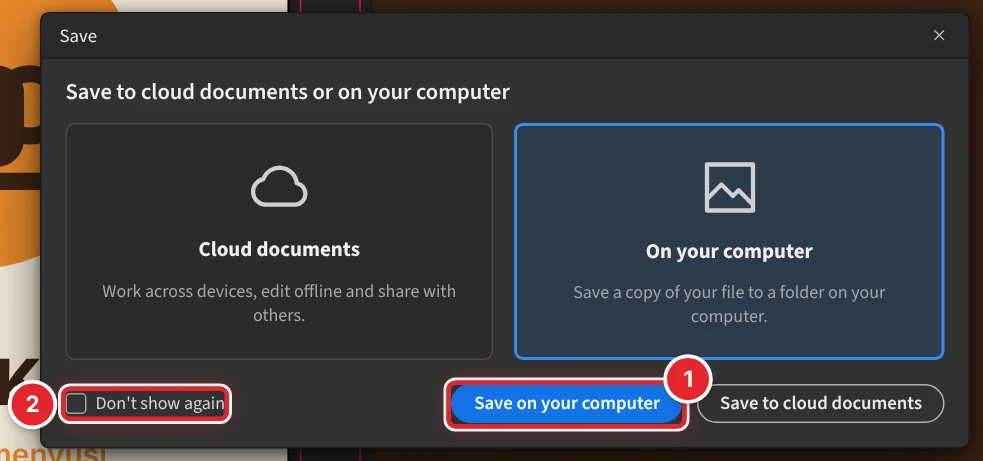 Save
Save to cloud documents or on your computer
Cloud documents
Work across devices, edit offline and share with
others.
On your computer
Save a copy of your file to a folder on your
computer.
1
2
Don't show again
Save on your computer
Save to cloud documents